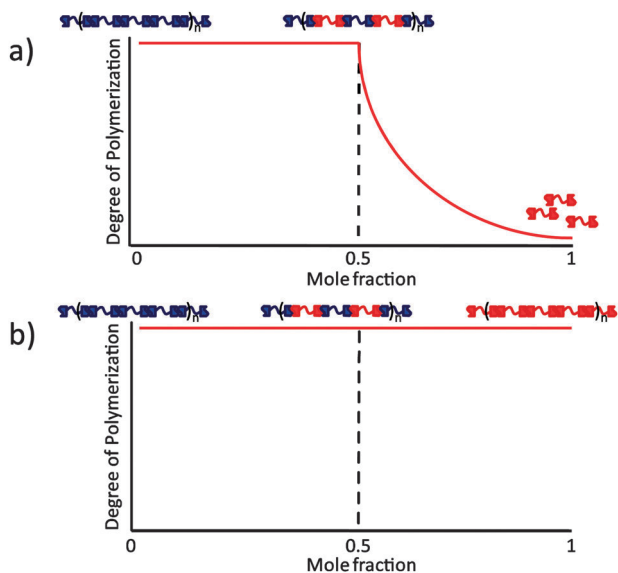 n
n
a)
Degree of Polymerization
0
0.5
1
Mole fraction
n
n
n
b)
Degree of Polymerization
0
0.5
1
Mole fraction